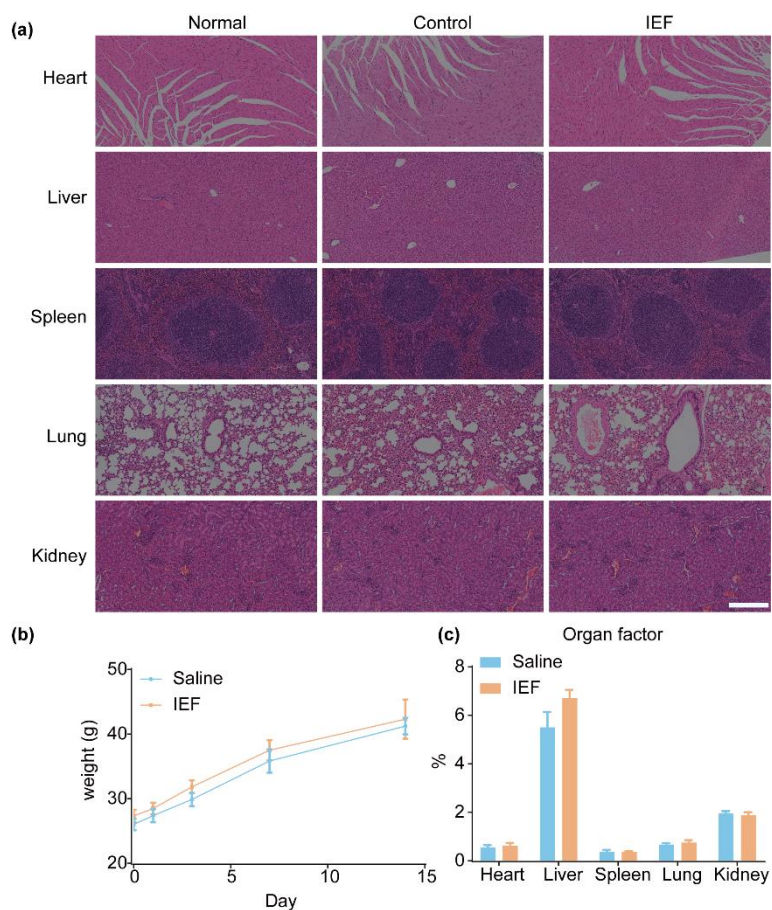 (a)
Normal Control IEF
Heart
Liver
Spleen
Lung
Kidney
(b)
Saline
IEF
50
40
30
20
weight (g)
0 5 10 15
Day
(c)
Organ factor
Saline
IEF
8
6
4
2
0
%
Heart Liver Spleen Lung Kidney